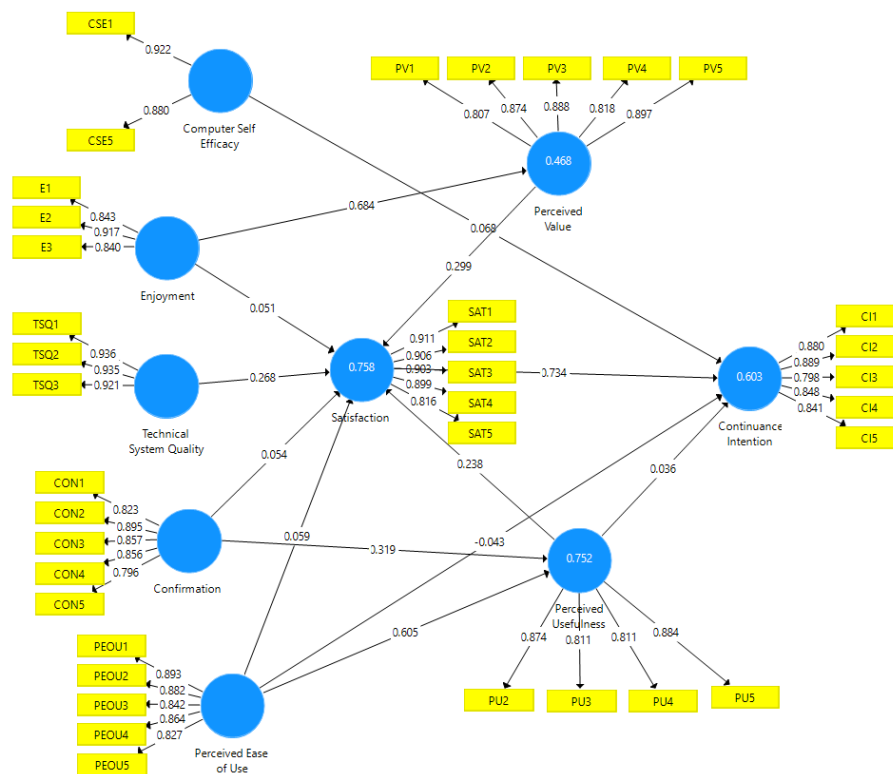 CSE1
0.922
0.880
CSE5
Computer Self
Efficacy
PV1
PV2
PV3
PV4
PV5
0.807
0.874
0.888
0.818
0.897
0.468
Perceived
Value
E1
E2
E3
0.843
0.917
0.840
Enjoyment
0.684
0.068
0.299
0.051
TSQ1
TSQ2
TSQ3
0.936
0.935
0.921
Technical
System Quality
0.268
0.758
Satisfaction
0.911
0.906
0.903
0.899
0.816
SAT1
SAT2
SAT3
SAT4
SAT5
0.734
0.603
Continuance
Intention
0.880
0.889
0.798
0.848
0.841
CI1
CI2
CI3
CI4
CI5
0.054
0.238
0.036
CON1
CON2
CON3
CON4
CON5
0.823
0.895
0.857
0.856
0.796
Confirmation
0.059
0.319
-0.043
0.752
Perceived
Usefulness
0.605
0.874
0.811
0.811
0.884
PU2
PU3
PU4
PU5
PEOU1
PEOU2
PEOU3
PEOU4
PEOU5
0.893
0.882
0.842
0.864
0.827
Perceived Ease
of Use